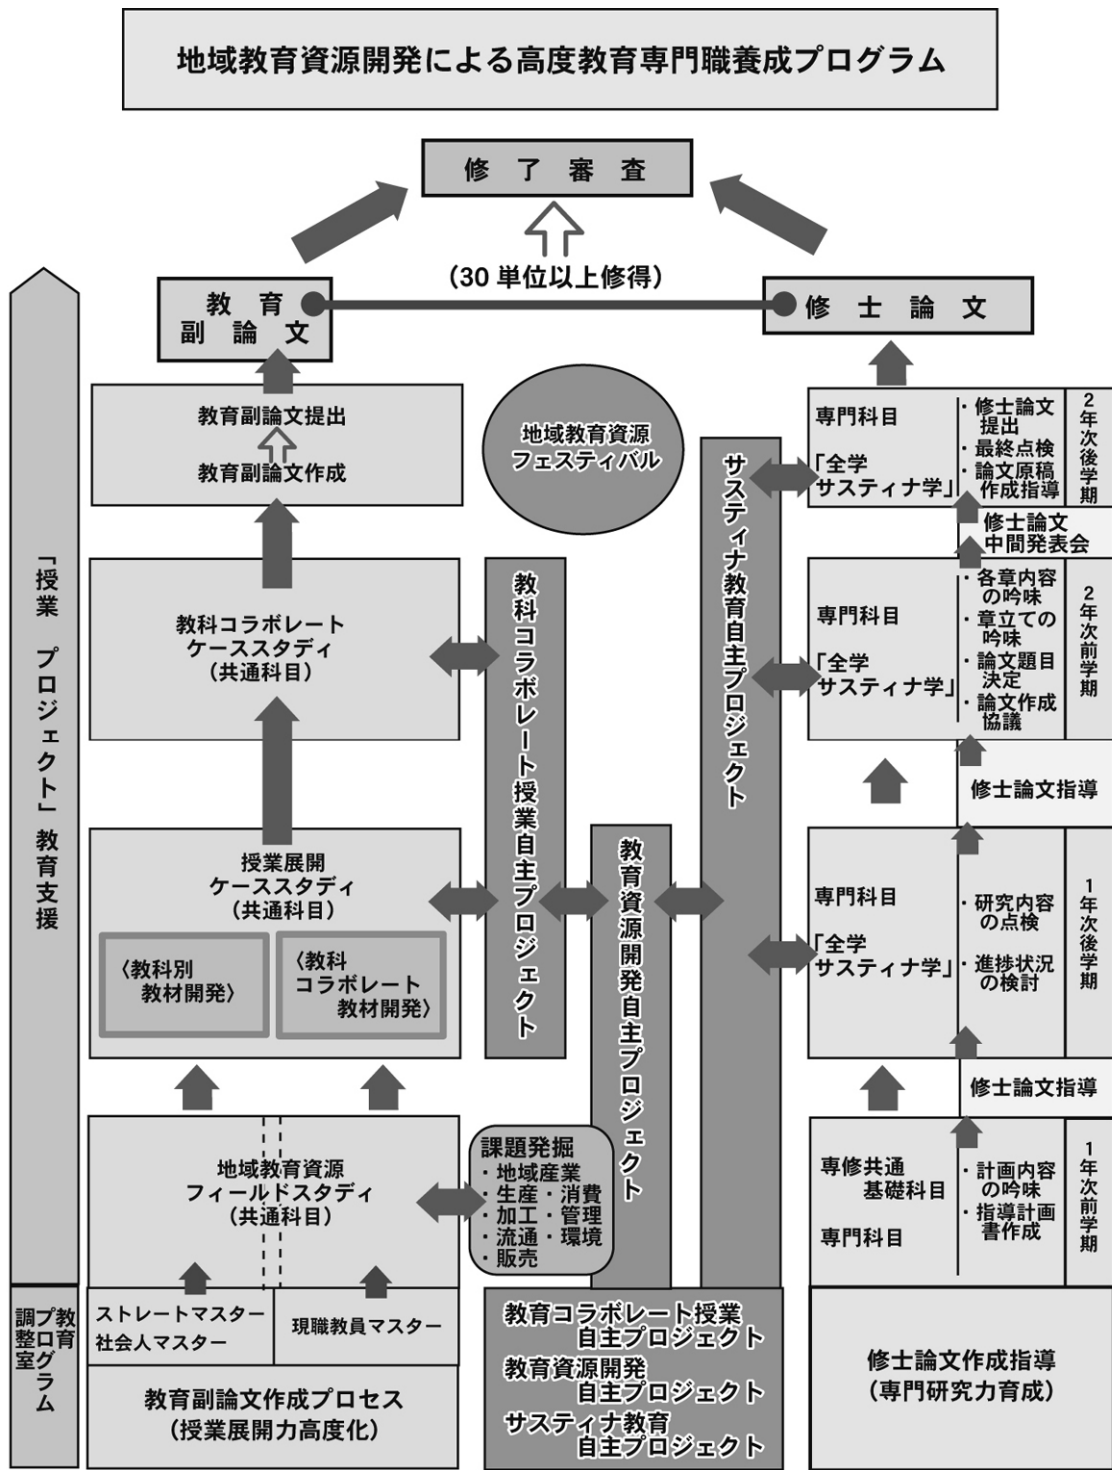 地域教育資源開発による高度教育専門職養成プログラム
修 了 審 査
(30 単位以上修得)
教 育
副 論 文
修 士 論 文
「授業 プロジェクト」教育支援
教育
プログラム
調整室
教育副論文提出
教育副論文作成
教科コラボレート
ケーススタディ
(共通科目)
授業展開
ケーススタディ
(共通科目)
〈教科別
教材開発〉
〈教科
コラボレート
教材開発〉
地域教育資源
フィールドスタディ
(共通科目)
ストレートマスター
社会人マスター
現職教員マスター
教育副論文作成プロセス
(授業展開力高度化)
地域教育資源
フェスティバル
教科コラボレート授業自主プロジェクト
教育資源開発自主プロジェクト
サスティナ教育自主プロジェクト
課題発掘
・地域産業
・生産・消費
・加工・管理
・流通・環境
・販売
教育コラボレート授業
自主プロジェクト
教育資源開発
自主プロジェクト
サスティナ教育
自主プロジェクト
専門科目
「全学
サスティナ学」
・修士論文
提出
・最終点検
・論文原稿
作成指導
2年次後学期
修士論文
中間発表会
専門科目
「全学
サスティナ学」
・各章内容
の吟味
・章立ての
吟味
・論文題目
決定
・論文作成
協議
2年次前学期
修士論文指導
専門科目
「全学
サスティナ学」
・研究内容
の点検
・進捗状況
の検討
1年次後学期
修士論文指導
専修共通
基礎科目
専門科目
・計画内容
の吟味
・指導計画
書作成
1年次前学期
修士論文作成指導
(専門研究力育成)